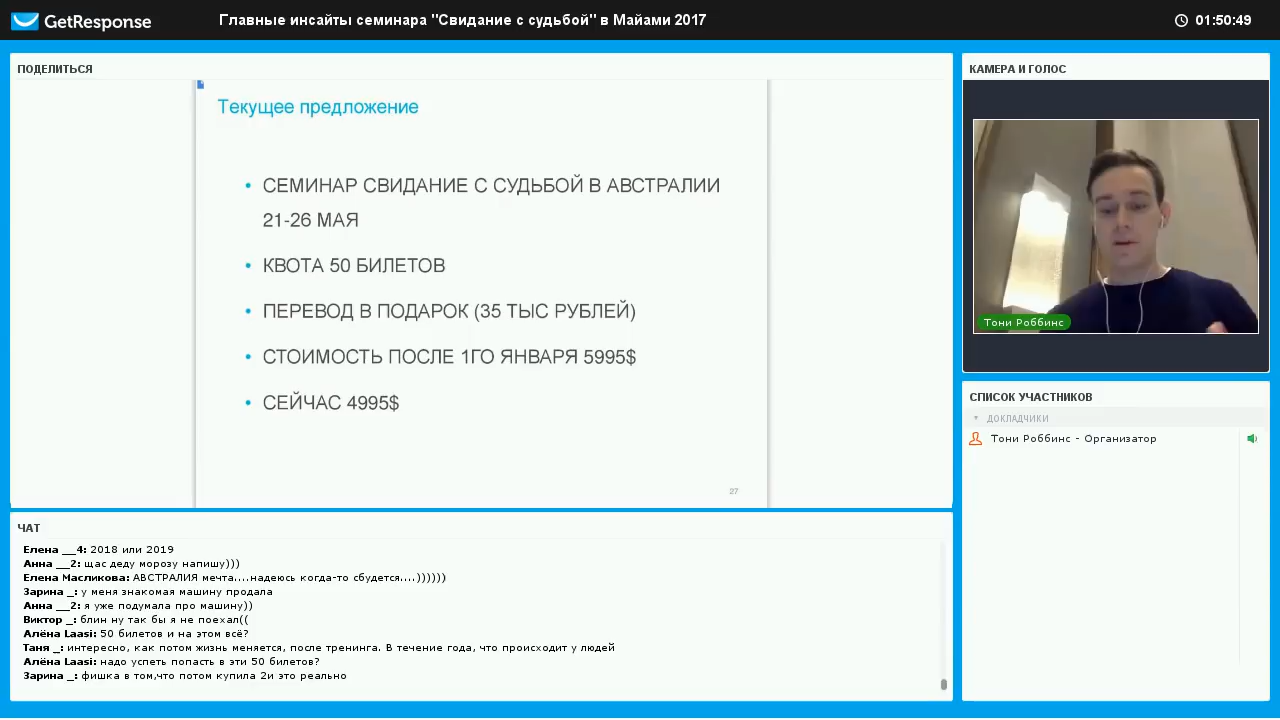 GetResponse
Главные инсайты семинара "Свидание с судьбой" в Майами 2017
01:50:49
ПОДЕЛИТЬСЯ
Текущее предложение
• СЕМИНАР СВИДАНИЕ С СУДЬБОЙ В АВСТРАЛИИ
21-26 МАЯ
• КВОТА 50 БИЛЕТОВ
• ПЕРЕВОД В ПОДАРОК (35 ТЫС РУБЛЕЙ)
• СТОИМОСТЬ ПОСЛЕ 1ГО ЯНВАРЯ 5995$
• СЕЙЧАС 4995$
27
КАМЕРА И ГОЛОС
Тони Роббинс
СПИСОК УЧАСТНИКОВ
ДОКЛАДЧИКИ
Тони Роббинс - Организатор
ЧАТ
Елена __4: 2018 или 2019
Анна __2: щас деду морозу напишу)))
Елена Масликова: АВСТРАЛИЯ мечта....надеюсь когда-то сбудется....))))))
Зарина _: у меня знакомая машину продала
Анна __2: я уже подумала про машину))
Виктор _: блин ну так бы я не поехал((
Алёна Laasi: 50 билетов и на этом всё?
Таня _: интересно, как потом жизнь меняется, после тренинга. В течение года, что происходит у людей
Алёна Laasi: надо успеть попасть в эти 50 билетов?
Зарина _: фишка в том,что потом купила 2и это реально